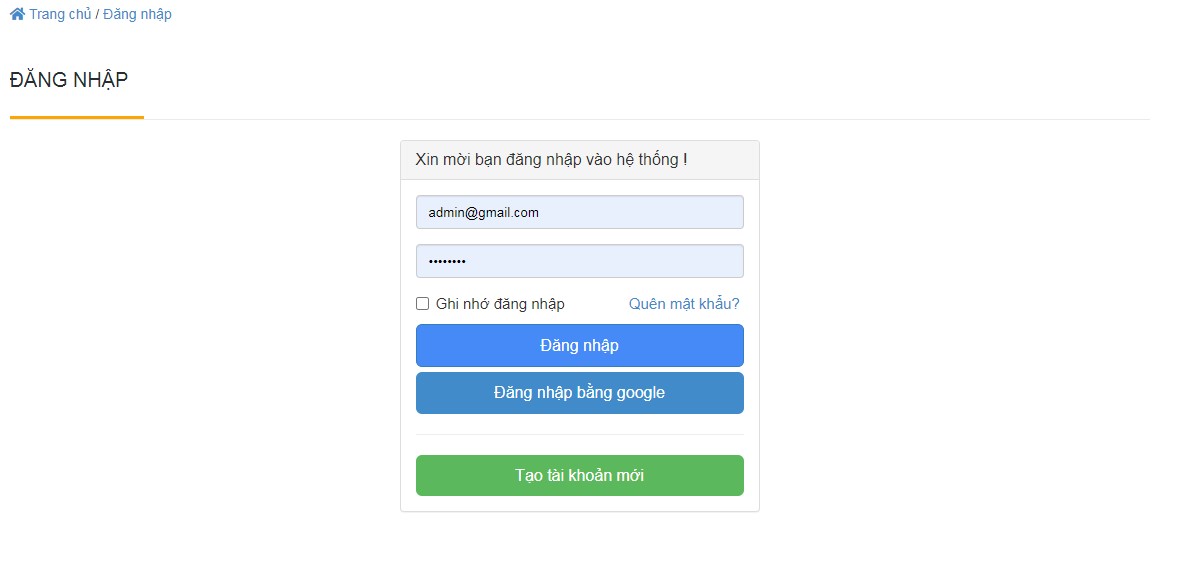 Trang chủ / Đăng nhập
ĐĂNG NHẬP
Xin mời bạn đăng nhập vào hệ thống !
admin@gmail.com
••••••••
Ghi nhớ đăng nhập Quên mật khẩu?
Đăng nhập
Đăng nhập bằng google
Tạo tài khoản mới